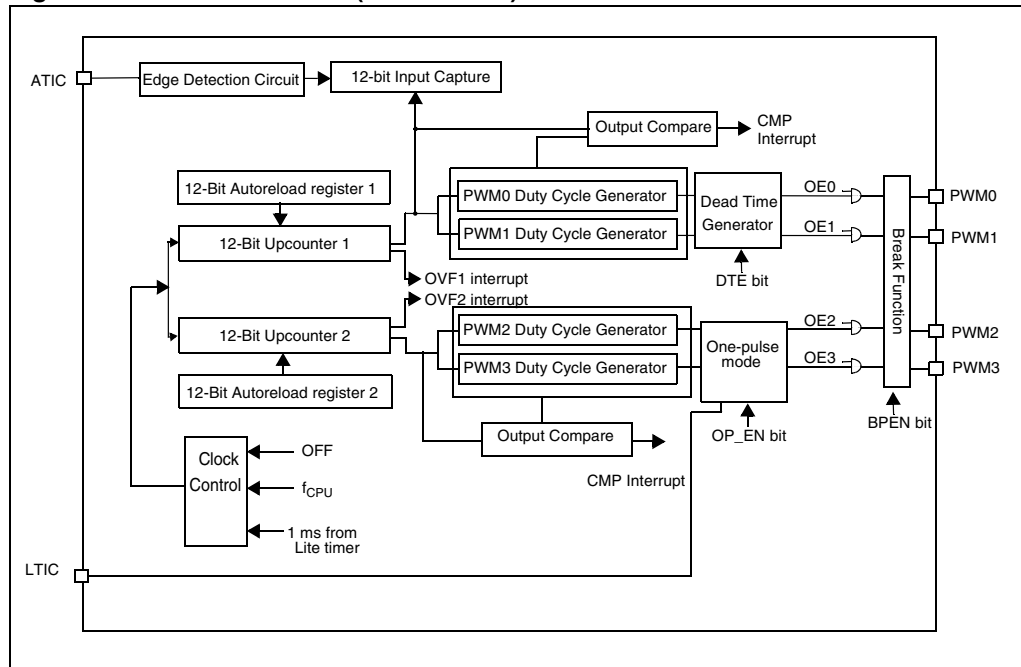 ATIC
Edge Detection Circuit
12-bit Input Capture
Output Compare
CMP
Interrupt
12-Bit Autoreload register 1
PWM0 Duty Cycle Generator
Dead Time
Generator
OE0
PWM0
12-Bit Upcounter 1
PWM1 Duty Cycle Generator
OE1
PWM1
Break Function
OVF1 interrupt
DTE bit
OVF2 interrupt
12-Bit Upcounter 2
PWM2 Duty Cycle Generator
One-pulse
mode
OE2
PWM2
PWM3 Duty Cycle Generator
OE3
PWM3
12-Bit Autoreload register 2
BPEN bit
Output Compare
OP_EN bit
CMP Interrupt
Clock
Control
OFF
fCPU
1 ms from
Lite timer
LTIC